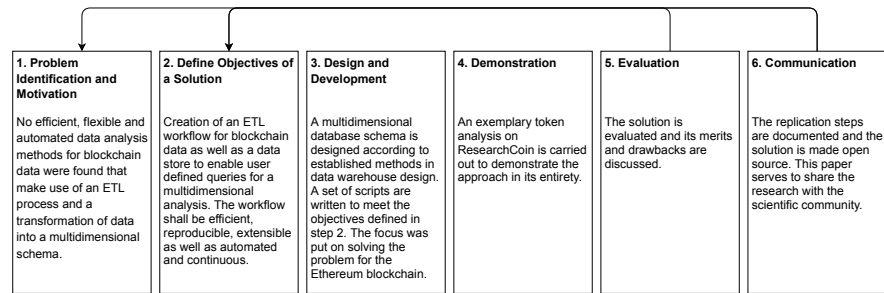 1. Problem
Identification and
Motivation
No efficient, flexible and
automated data analysis
methods for blockchain
data were found that
make use of an ETL
process and a
transformation of data
into a multidimensional
schema.
2. Define Objectives of
a Solution
Creation of an ETL
workflow for blockchain
data as well as a data
store to enable user
defined queries for a
multidimensional
analysis. The workflow
shall be efficient,
reproducible, extensible
as well as automated
and continuous.
3. Design and
Development
A multidimensional
database schema is
designed according to
established methods in
data warehouse design.
A set of scripts are
written to meet the
objectives defined in
step 2. The focus was
put on solving the
problem for the
Ethereum blockchain.
4. Demonstration
An exemplary token
analysis on
ResearchCoin is carried
out to demonstrate the
approach in its entirety.
5. Evaluation
The solution is
evaluated and its merits
and drawbacks are
discussed.
6. Communication
The replication steps
are documented and the
solution is made open
source. This paper
serves to share the
research with the
scientific community.